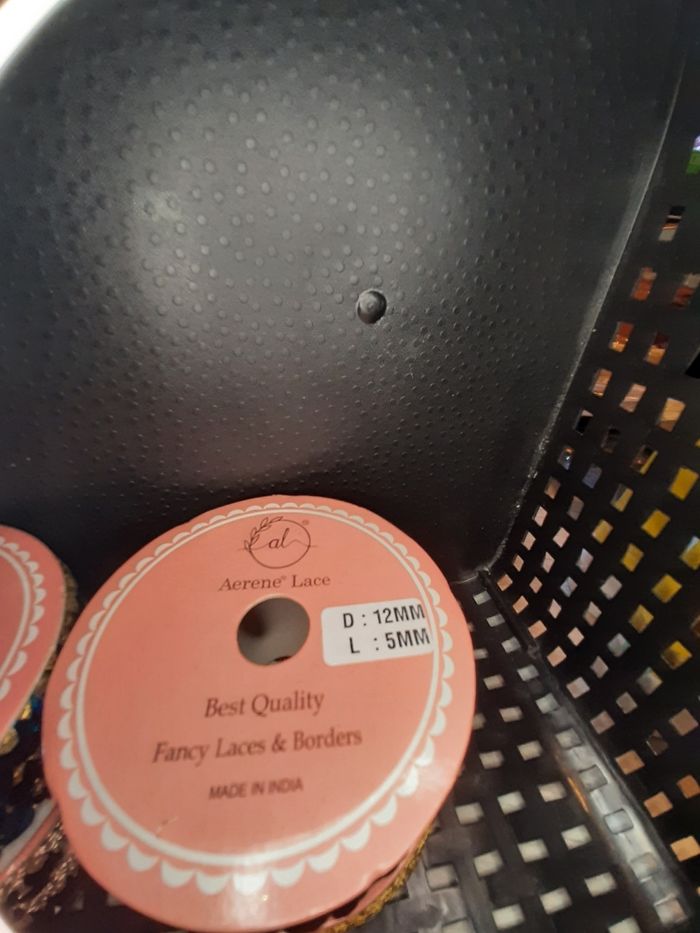 al®
Aerene® Lace
D : 12MM
L : 5MM
Best Quality
Fancy Laces & Borders
MADE IN INDIA